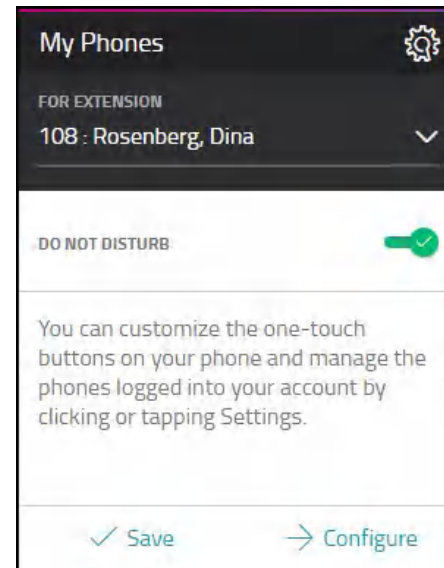 My Phones
FOR EXTENSION
108 : Rosenberg, Dina
DO NOT DISTURB
You can customize the one-touch
buttons on your phone and manage the
phones logged into your account by
clicking or tapping Settings.
Save
Configure